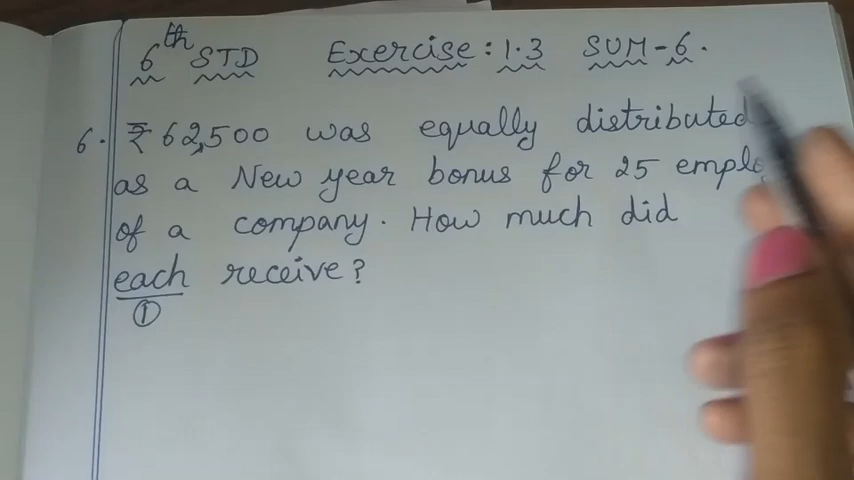 6th STD Exercise: 1.3 SUM-6.
6. ₹ 62,500 was equally distributed
as a New year bonus for 25
of a company. How much did
each receive?
1